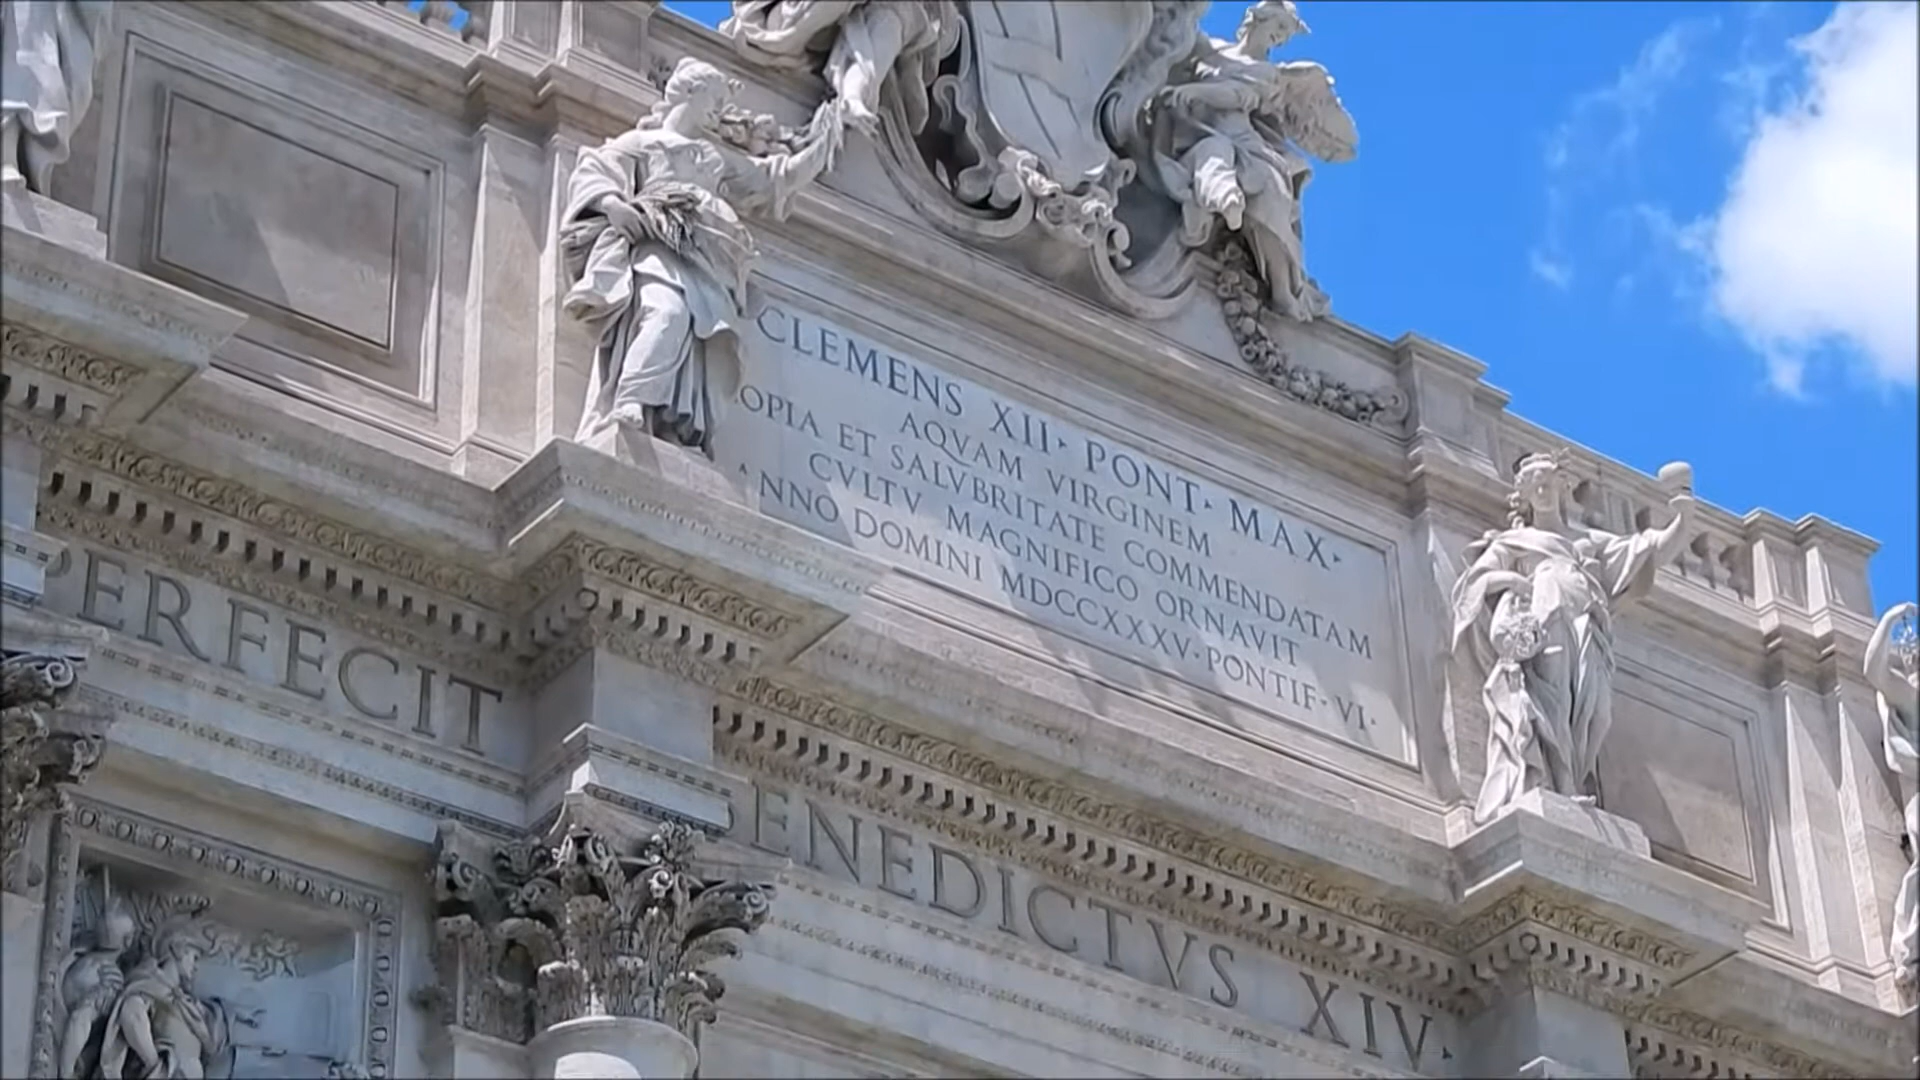 CLEMENS XII· PONT· MAX·
AQVAM VIRGINEM
OPIA ET SALVBRITATE COMMENDATAM
CVLTV MAGNIFICO ORNAVIT
ANNO DOMINI MDCCXXXV·PONTIF·VI·
PERFECIT
BENEDICTVS XIV·